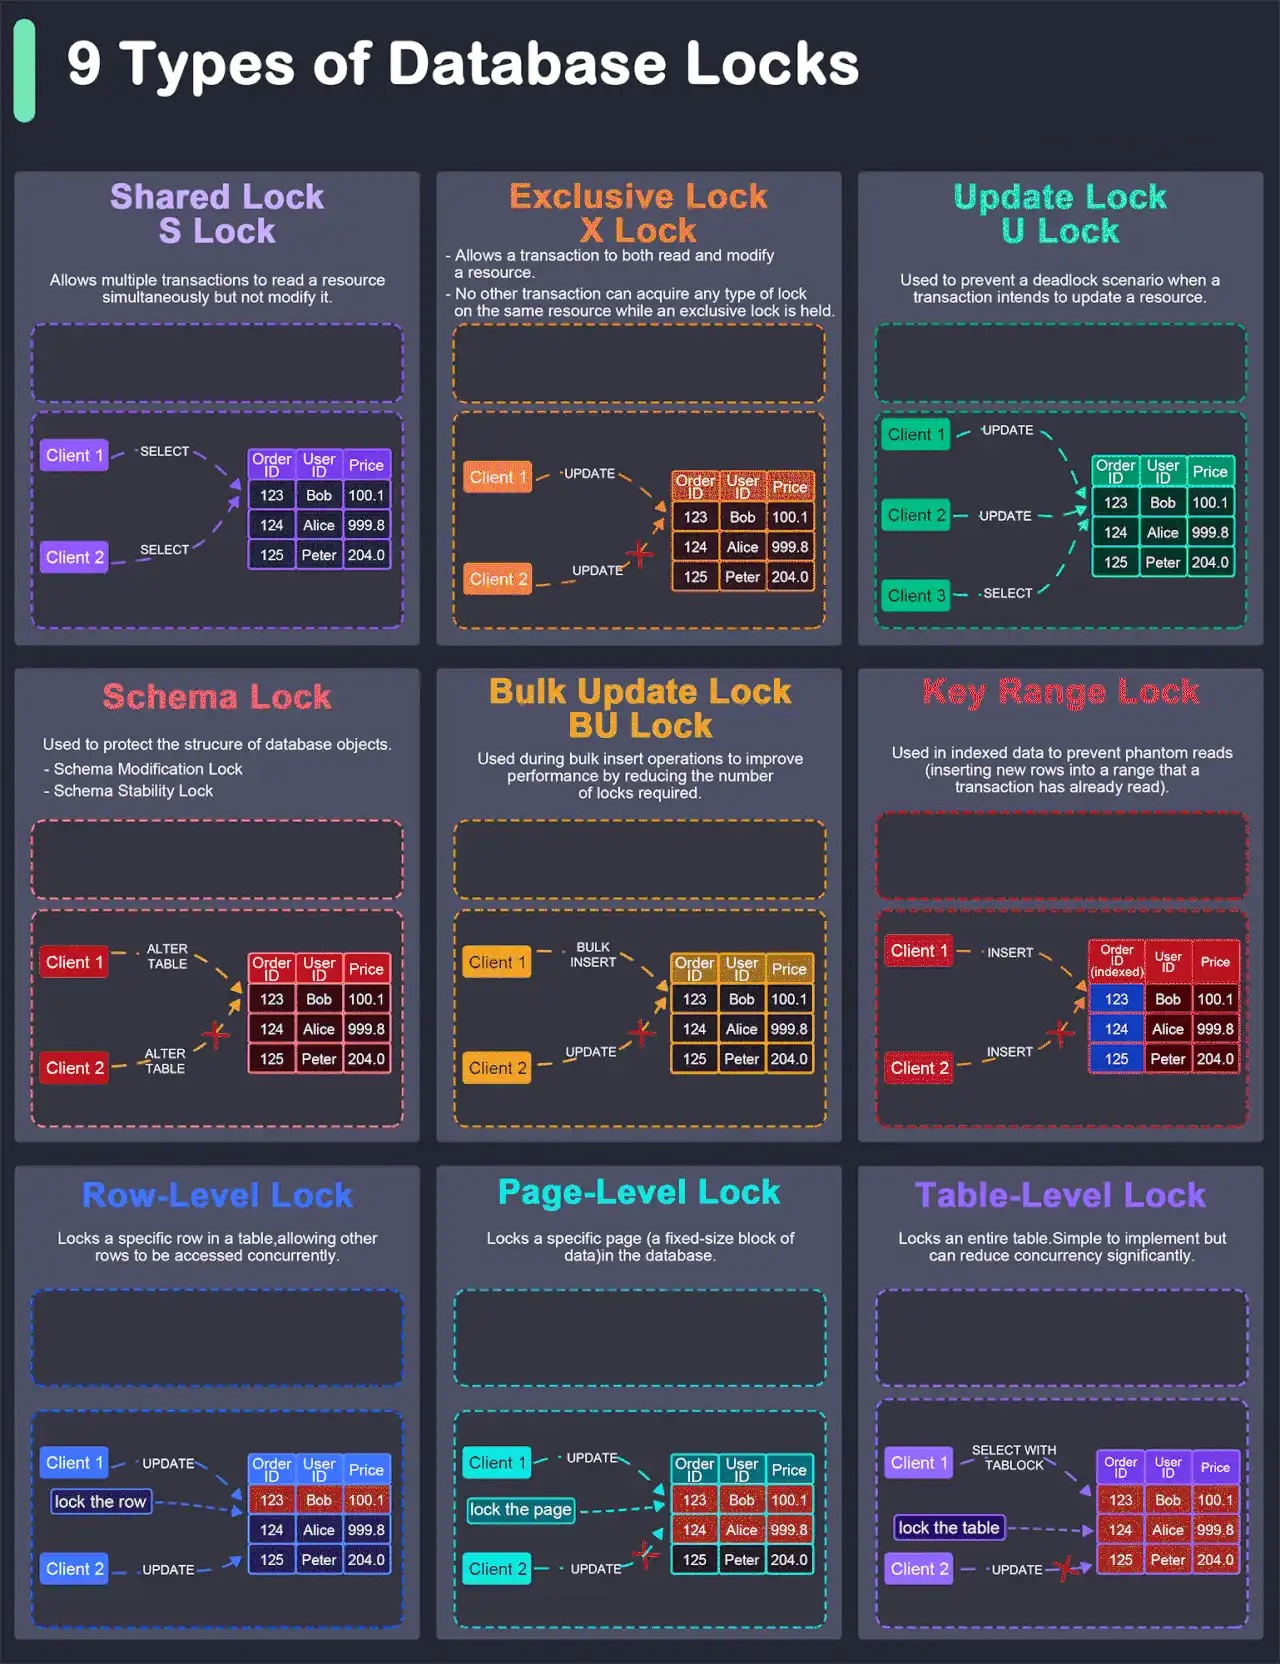 9 Types of Database Locks
Shared Lock
S Lock
Allows multiple transactions to read a resource
simultaneously but not modify it.
Client 1
SELECT
Client 2
SELECT
Order ID User ID Price
123 Bob 100.1
124 Alice 999.8
125 Peter 204.0
Exclusive Lock
X Lock
- Allows a transaction to both read and modify
a resource.
- No other transaction can acquire any type of lock
on the same resource while an exclusive lock is held.
Client 1
UPDATE
Client 2
UPDATE
Order ID User ID Price
123 Bob 100.1
124 Alice 999.8
125 Peter 204.0
Update Lock
U Lock
Used to prevent a deadlock scenario when a
transaction intends to update a resource.
Client 1
UPDATE
Client 2
UPDATE
Client 3
SELECT
Order ID User ID Price
123 Bob 100.1
124 Alice 999.8
125 Peter 204.0
Schema Lock
Used to protect the strucure of database objects.
- Schema Modification Lock
- Schema Stability Lock
Client 1
ALTER
TABLE
Client 2
ALTER
TABLE
Order ID User ID Price
123 Bob 100.1
124 Alice 999.8
125 Peter 204.0
Bulk Update Lock
BU Lock
Used during bulk insert operations to improve
performance by reducing the number
of locks required.
Client 1
BULK
INSERT
Client 2
UPDATE
Order ID User ID Price
123 Bob 100.1
124 Alice 999.8
125 Peter 204.0
Key Range Lock
Used in indexed data to prevent phantom reads
(inserting new rows into a range that a
transaction has already read).
Client 1
INSERT
Client 2
INSERT
Order ID (indexed) User ID Price
123 Bob 100.1
124 Alice 999.8
125 Peter 204.0
Row-Level Lock
Locks a specific row in a table,allowing other
rows to be accessed concurrently.
Client 1
UPDATE
lock the row
Client 2
UPDATE
Order ID User ID Price
123 Bob 100.1
124 Alice 999.8
125 Peter 204.0
Page-Level Lock
Locks a specific page (a fixed-size block of
data)in the database.
Client 1
UPDATE
lock the page
Client 2
UPDATE
Order ID User ID Price
123 Bob 100.1
124 Alice 999.8
125 Peter 204.0
Table-Level Lock
Locks an entire table.Simple to implement but
can reduce concurrency significantly.
Client 1
SELECT WITH
TABLOCK
lock the table
Client 2
UPDATE
Order ID User ID Price
123 Bob 100.1
124 Alice 999.8
125 Peter 204.0